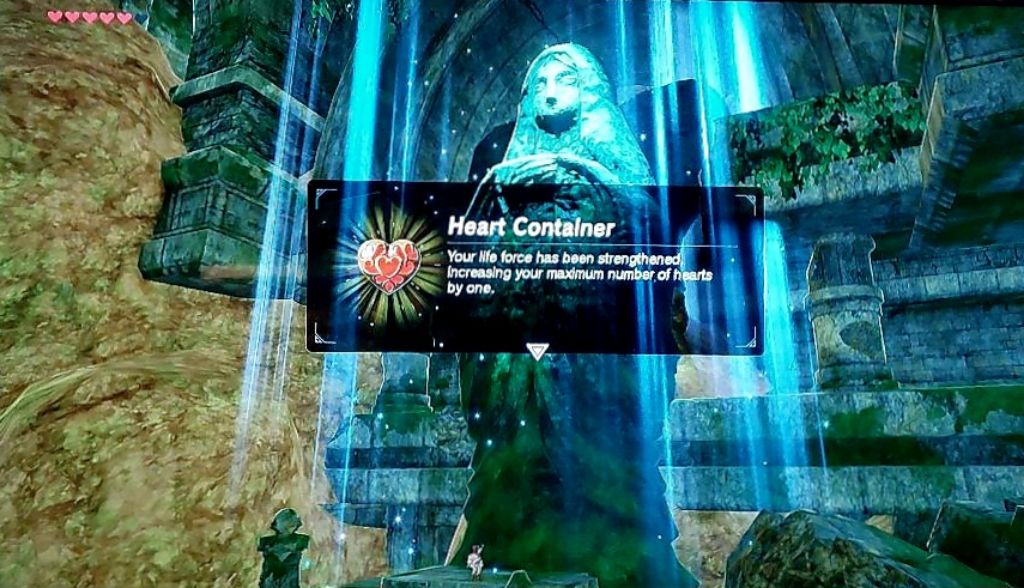 Heart Container
Your life force has been strengthened,
increasing your maximum number of hearts
by one.